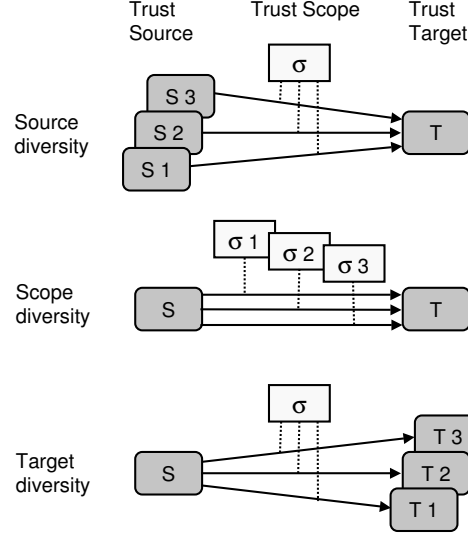 Trust Source
Trust Scope
Trust Target
Source diversity
σ
S 3
S 2
S 1
T
Scope diversity
σ 1
σ 2
σ 3
S
T
Target diversity
σ
S
T 3
T 2
T 1